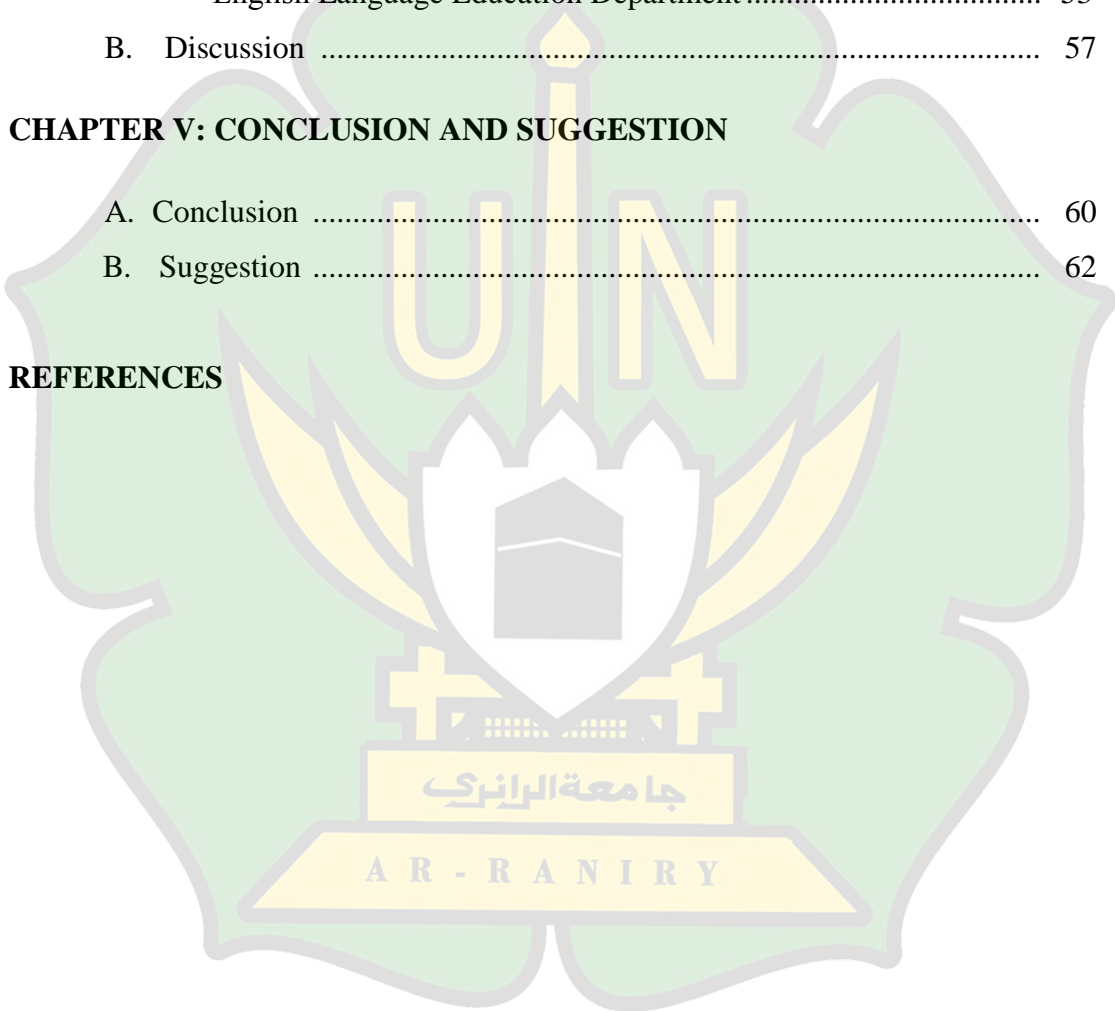 English Language Education Department ..................................... 55
B. Discussion .......................................................................................... 57
CHAPTER V: CONCLUSION AND SUGGESTION
A. Conclusion ........................................................................................... 60
B. Suggestion ........................................................................................... 62
REFERENCES
UIN
جامعة الرانري
AR-RANIRY